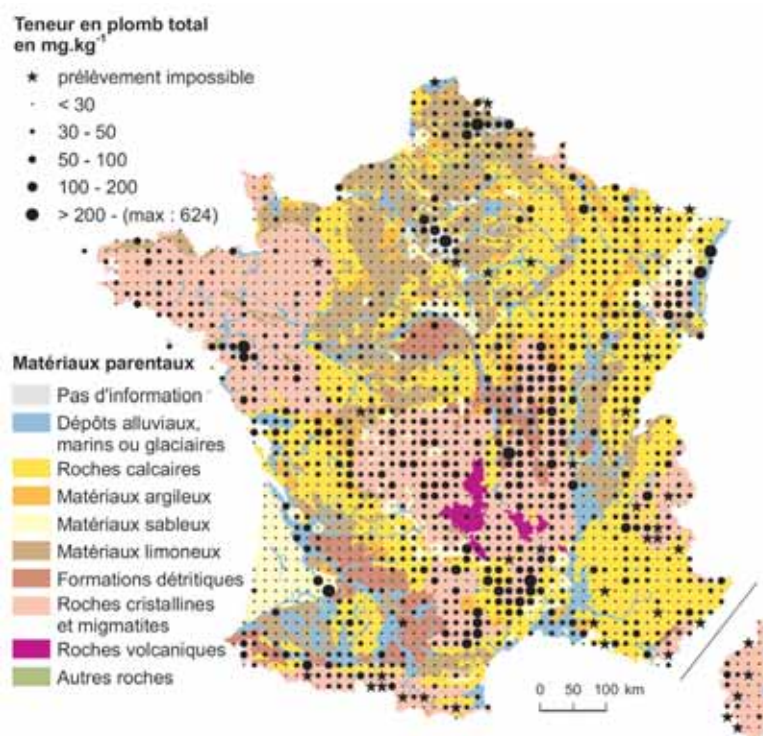 Teneur en plomb total
en mg.kg⁻¹
prélèvement impossible
< 30
30 - 50
50 - 100
100 - 200
> 200 - (max : 624)
Matériaux parentaux
Pas d'information
Dépôts alluviaux,
marins ou glaciaires
Roches calcaires
Matériaux argileux
Matériaux sableux
Matériaux limoneux
Formations détritiques
Roches cristallines
et migmatites
Roches volcaniques
Autres roches
0 50 100 km